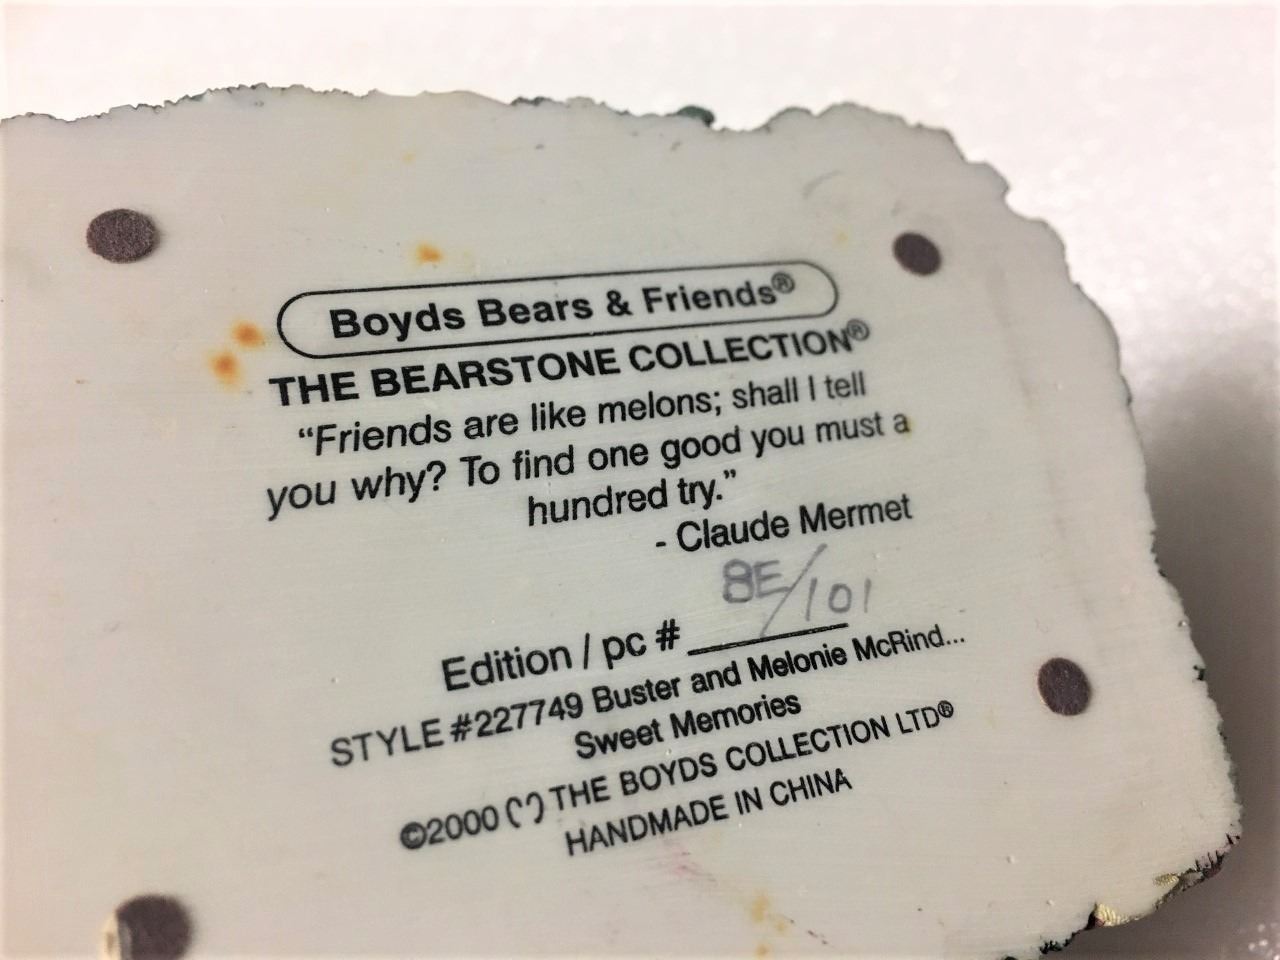 Boyds Bears & Friends®
THE BEARSTONE COLLECTION®
“Friends are like melons; shall I tell
you why? To find one good you must a
hundred try.”
- Claude Mermet
8E/101
Edition / pc #
STYLE #227749 Buster and Melonie McRind...
Sweet Memories
©2000 THE BOYDS COLLECTION LTD®
HANDMADE IN CHINA